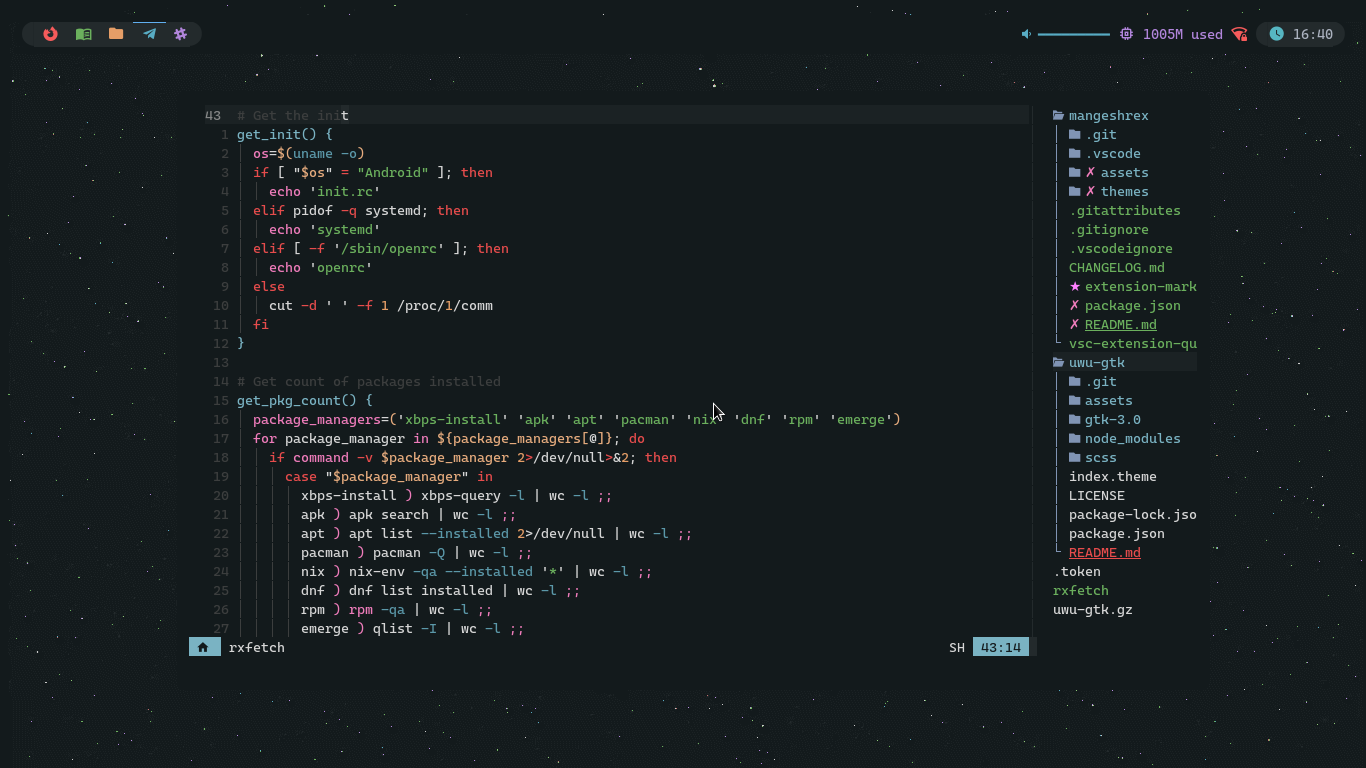 1005M used 16:40
43 # Get the init
1 get_init() {
2 os=$(uname -o)
3 if [ "$os" = "Android" ]; then
4 echo 'init.rc'
5 elif pidof -q systemd; then
6 echo 'systemd'
7 elif [ -f '/sbin/openrc' ]; then
8 echo 'openrc'
9 else
10 cut -d ' ' -f 1 /proc/1/comm
11 fi
12 }
13
14 # Get count of packages installed
15 get_pkg_count() {
16 package_managers=('xbps-install' 'apk' 'apt' 'pacman' 'nix' 'dnf' 'rpm' 'emerge')
17 for package_manager in ${package_managers[@]}; do
18 if command -v $package_manager 2>/dev/null>&2; then
19 case "$package_manager" in
20 xbps-install ) xbps-query -l | wc -l ;;
21 apk ) apk search | wc -l ;;
22 apt ) apt list --installed 2>/dev/null | wc -l ;;
23 pacman ) pacman -Q | wc -l ;;
24 nix ) nix-env -qa --installed '*' | wc -l ;;
25 dnf ) dnf list installed | wc -l ;;
26 rpm ) rpm -qa | wc -l ;;
27 emerge ) qlist -I | wc -l ;;
rxfetch SH 43:14
mangeshrex
.git
.vscode
✗ assets
✗ themes
.gitattributes
.gitignore
.vscodeignore
CHANGELOG.md
★ extension-mark
✗ package.json
✗ README.md
vsc-extension-qu
uwu-gtk
.git
assets
gtk-3.0
node_modules
scss
index.theme
LICENSE
package-lock.jso
package.json
README.md
.token
rxfetch
uwu-gtk.gz